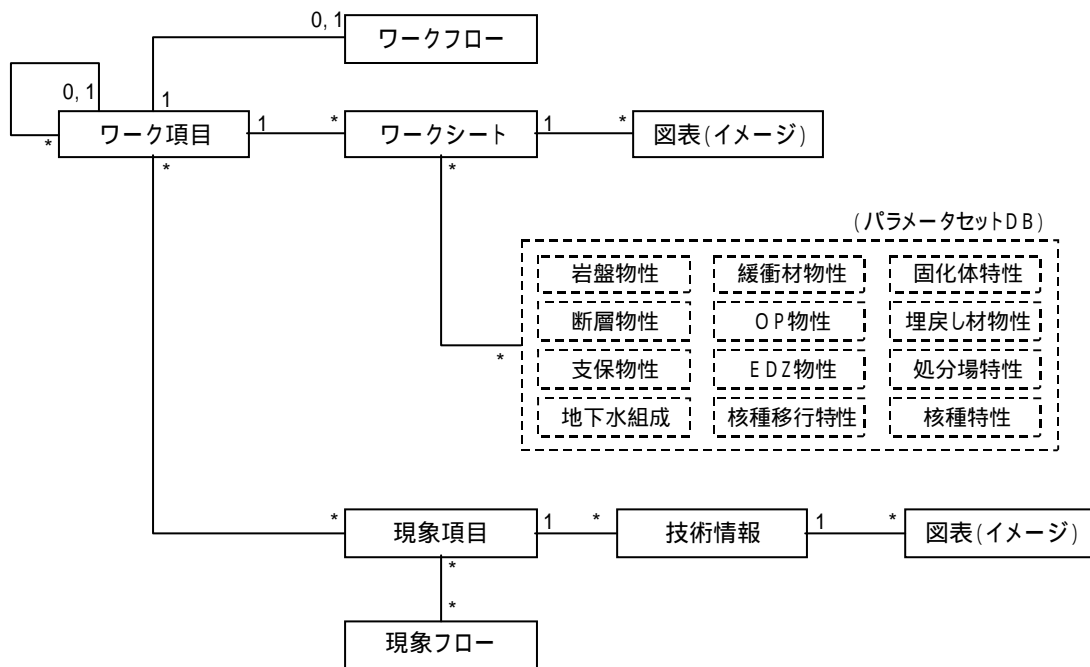 0, 1
ワークフロー
0, 1
1
ワーク項目
1
*
ワークシート
1
*
図表(イメージ)
*
*
*
(パラメータセットDB)
岩盤物性
緩衝材物性
固化体特性
断層物性
OP物性
埋戻し材物性
*
支保物性
EDZ物性
処分場特性
地下水組成
核種移行特性
核種特性
*
現象項目
1
*
技術情報
1
*
図表(イメージ)
*
*
現象フロー